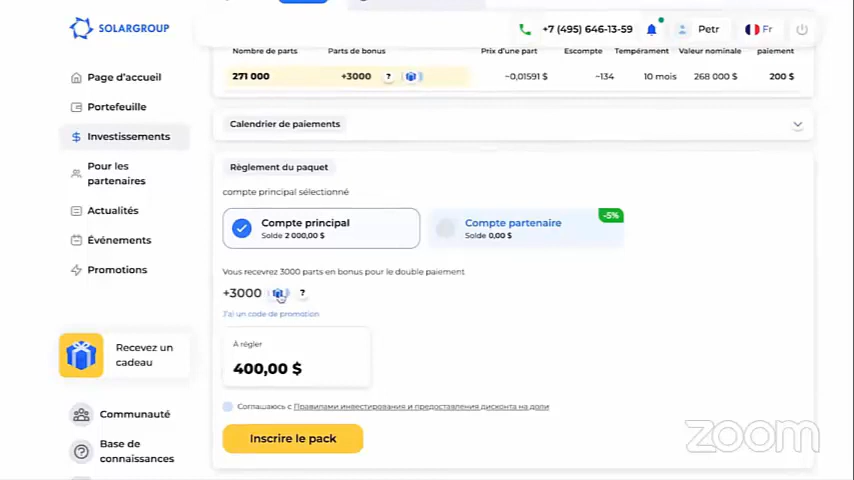 SOLARGROUP
+7 (495) 646-13-59
Petr
Fr
Page d'accueil
Portefeuille
Investissements
Pour les
partenaires
Actualités
Événements
Promotions
Recevez un
cadeau
Communauté
Base de
connaissances
Nombre de parts
Parts de bonus
Prix d'une part
Escompte
Tempérament
Valeur nominale
paiement
271 000
+3000
?
~0,01591 $
~134
10 mois
268 000 $
200 $
Calendrier de paiements
Règlement du paquet
compte principal sélectionné
Compte principal
Solde 2 000,00 $
Compte partenaire
Solde 0,00 $
-5%
Vous recevrez 3000 parts en bonus pour le double paiement
+3000
?
J'ai un code de promotion
À régler
400,00 $
Соглашаюсь с Правилами инвестирования и предоставления дисконта на доли
Inscrire le pack
zoom